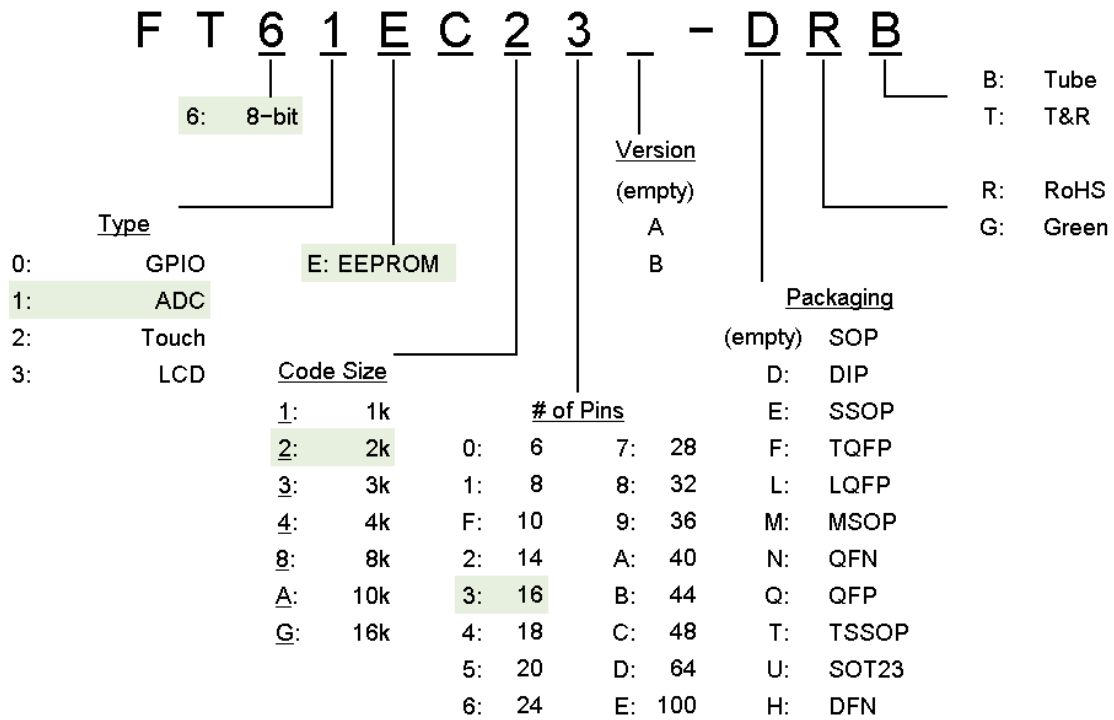 F T 6 1 E C 2 3 _ - D R B
6: 8-bit
B: Tube
T: T&R
R: RoHS
G: Green
Version
(empty)
A
B
Type
0: GPIO
1: ADC
2: Touch
3: LCD
E: EEPROM
Code Size
1: 1k
2: 2k
3: 3k
4: 4k
8: 8k
A: 10k
G: 16k
# of Pins
0: 6
1: 8
F: 10
2: 14
3: 16
4: 18
5: 20
6: 24
7: 28
8: 32
9: 36
A: 40
B: 44
C: 48
D: 64
E: 100
Packaging
(empty) SOP
D: DIP
E: SSOP
F: TQFP
L: LQFP
M: MSOP
N: QFN
Q: QFP
T: TSSOP
U: SOT23
H: DFN